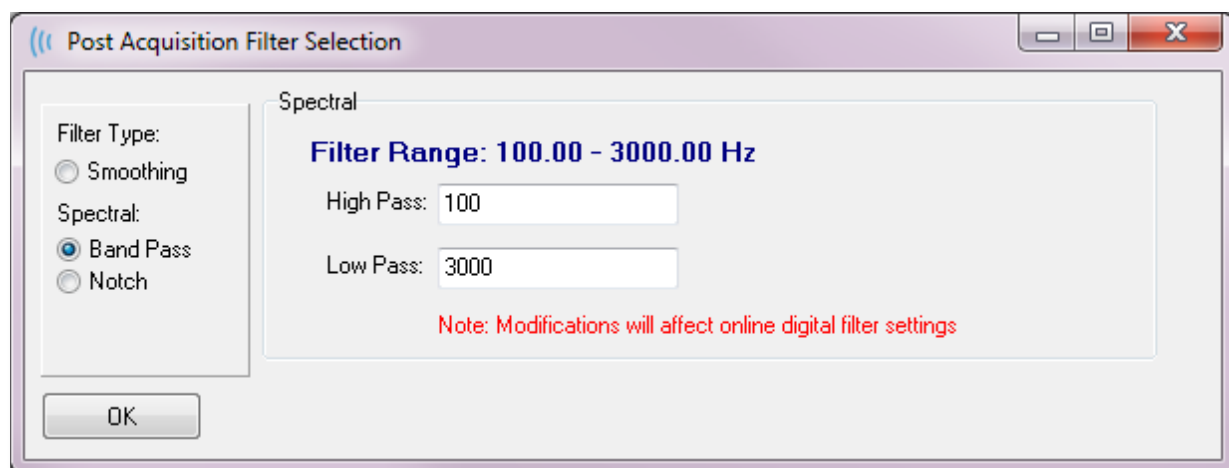 Post Acquisition Filter Selection
Filter Type:
Smoothing
Spectral:
Band Pass
Notch
OK
Spectral
Filter Range: 100.00 - 3000.00 Hz
High Pass: 100
Low Pass: 3000
Note: Modifications will affect online digital filter settings